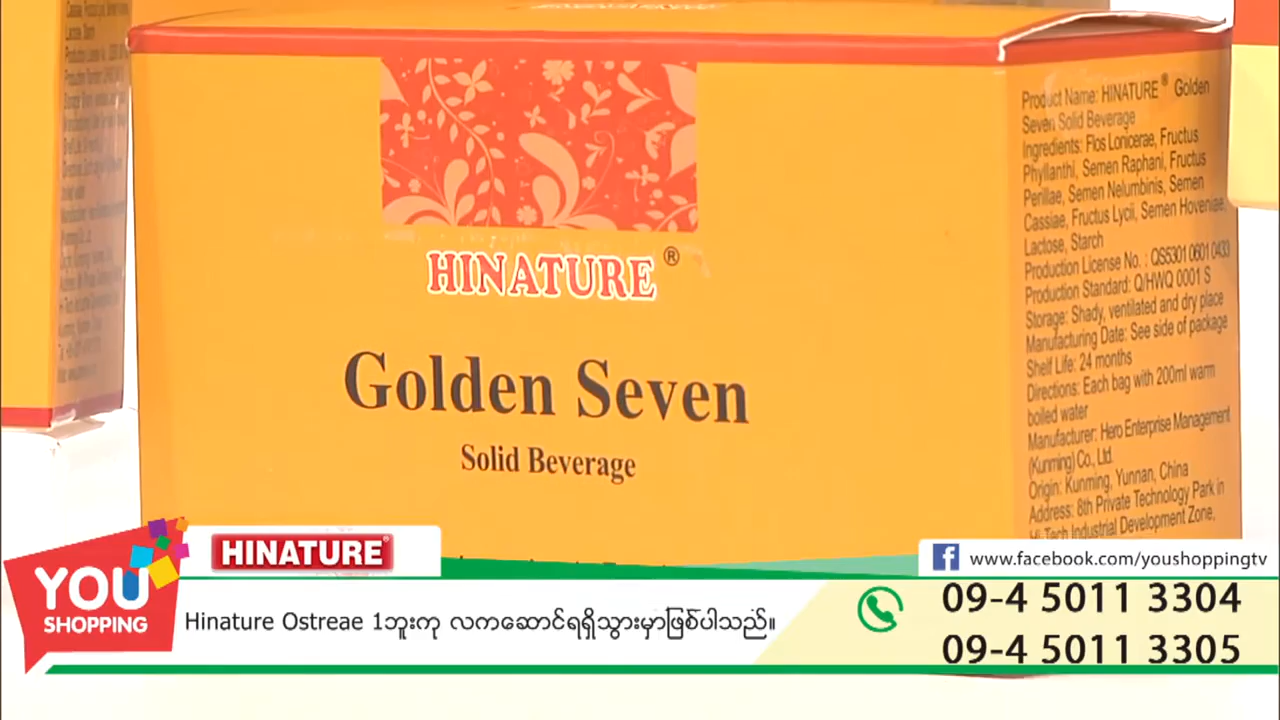 HINATURE®
Golden Seven
Solid Beverage
Product Name: HINATURE® Golden
Seven Solid Beverage
Ingredients: Flos Lonicerae, Fructus
Phyllanthi, Semen Raphani, Fructus
Perillae, Semen Nelumbinis, Semen
Cassiae, Fructus Lycii, Semen Hoveniae,
Lactose, Starch
Production License No. : QS5301 0601 0433
Production Standard: Q/HWQ 0001 S
Storage: Shady, ventilated and dry place
Manufacturing Date: See side of package
Shelf Life: 24 months
Directions: Each bag with 200ml warm
boiled water
Manufacturer: Hero Enterprise Management
(Kunming) Co., Ltd.
Origin: Kunming, Yunnan, China
Address: 8th Private Technology Park in
Hi-Tech Industrial Development Zone,
YOU
SHOPPING
HINATURE®
www.facebook.com/youshoppingtv
Hinature Ostreae 1ဘူးကု လကဆောင်ရရှိသွားမှာဖြစ်ပါသည်။
09-4 5011 3304
09-4 5011 3305